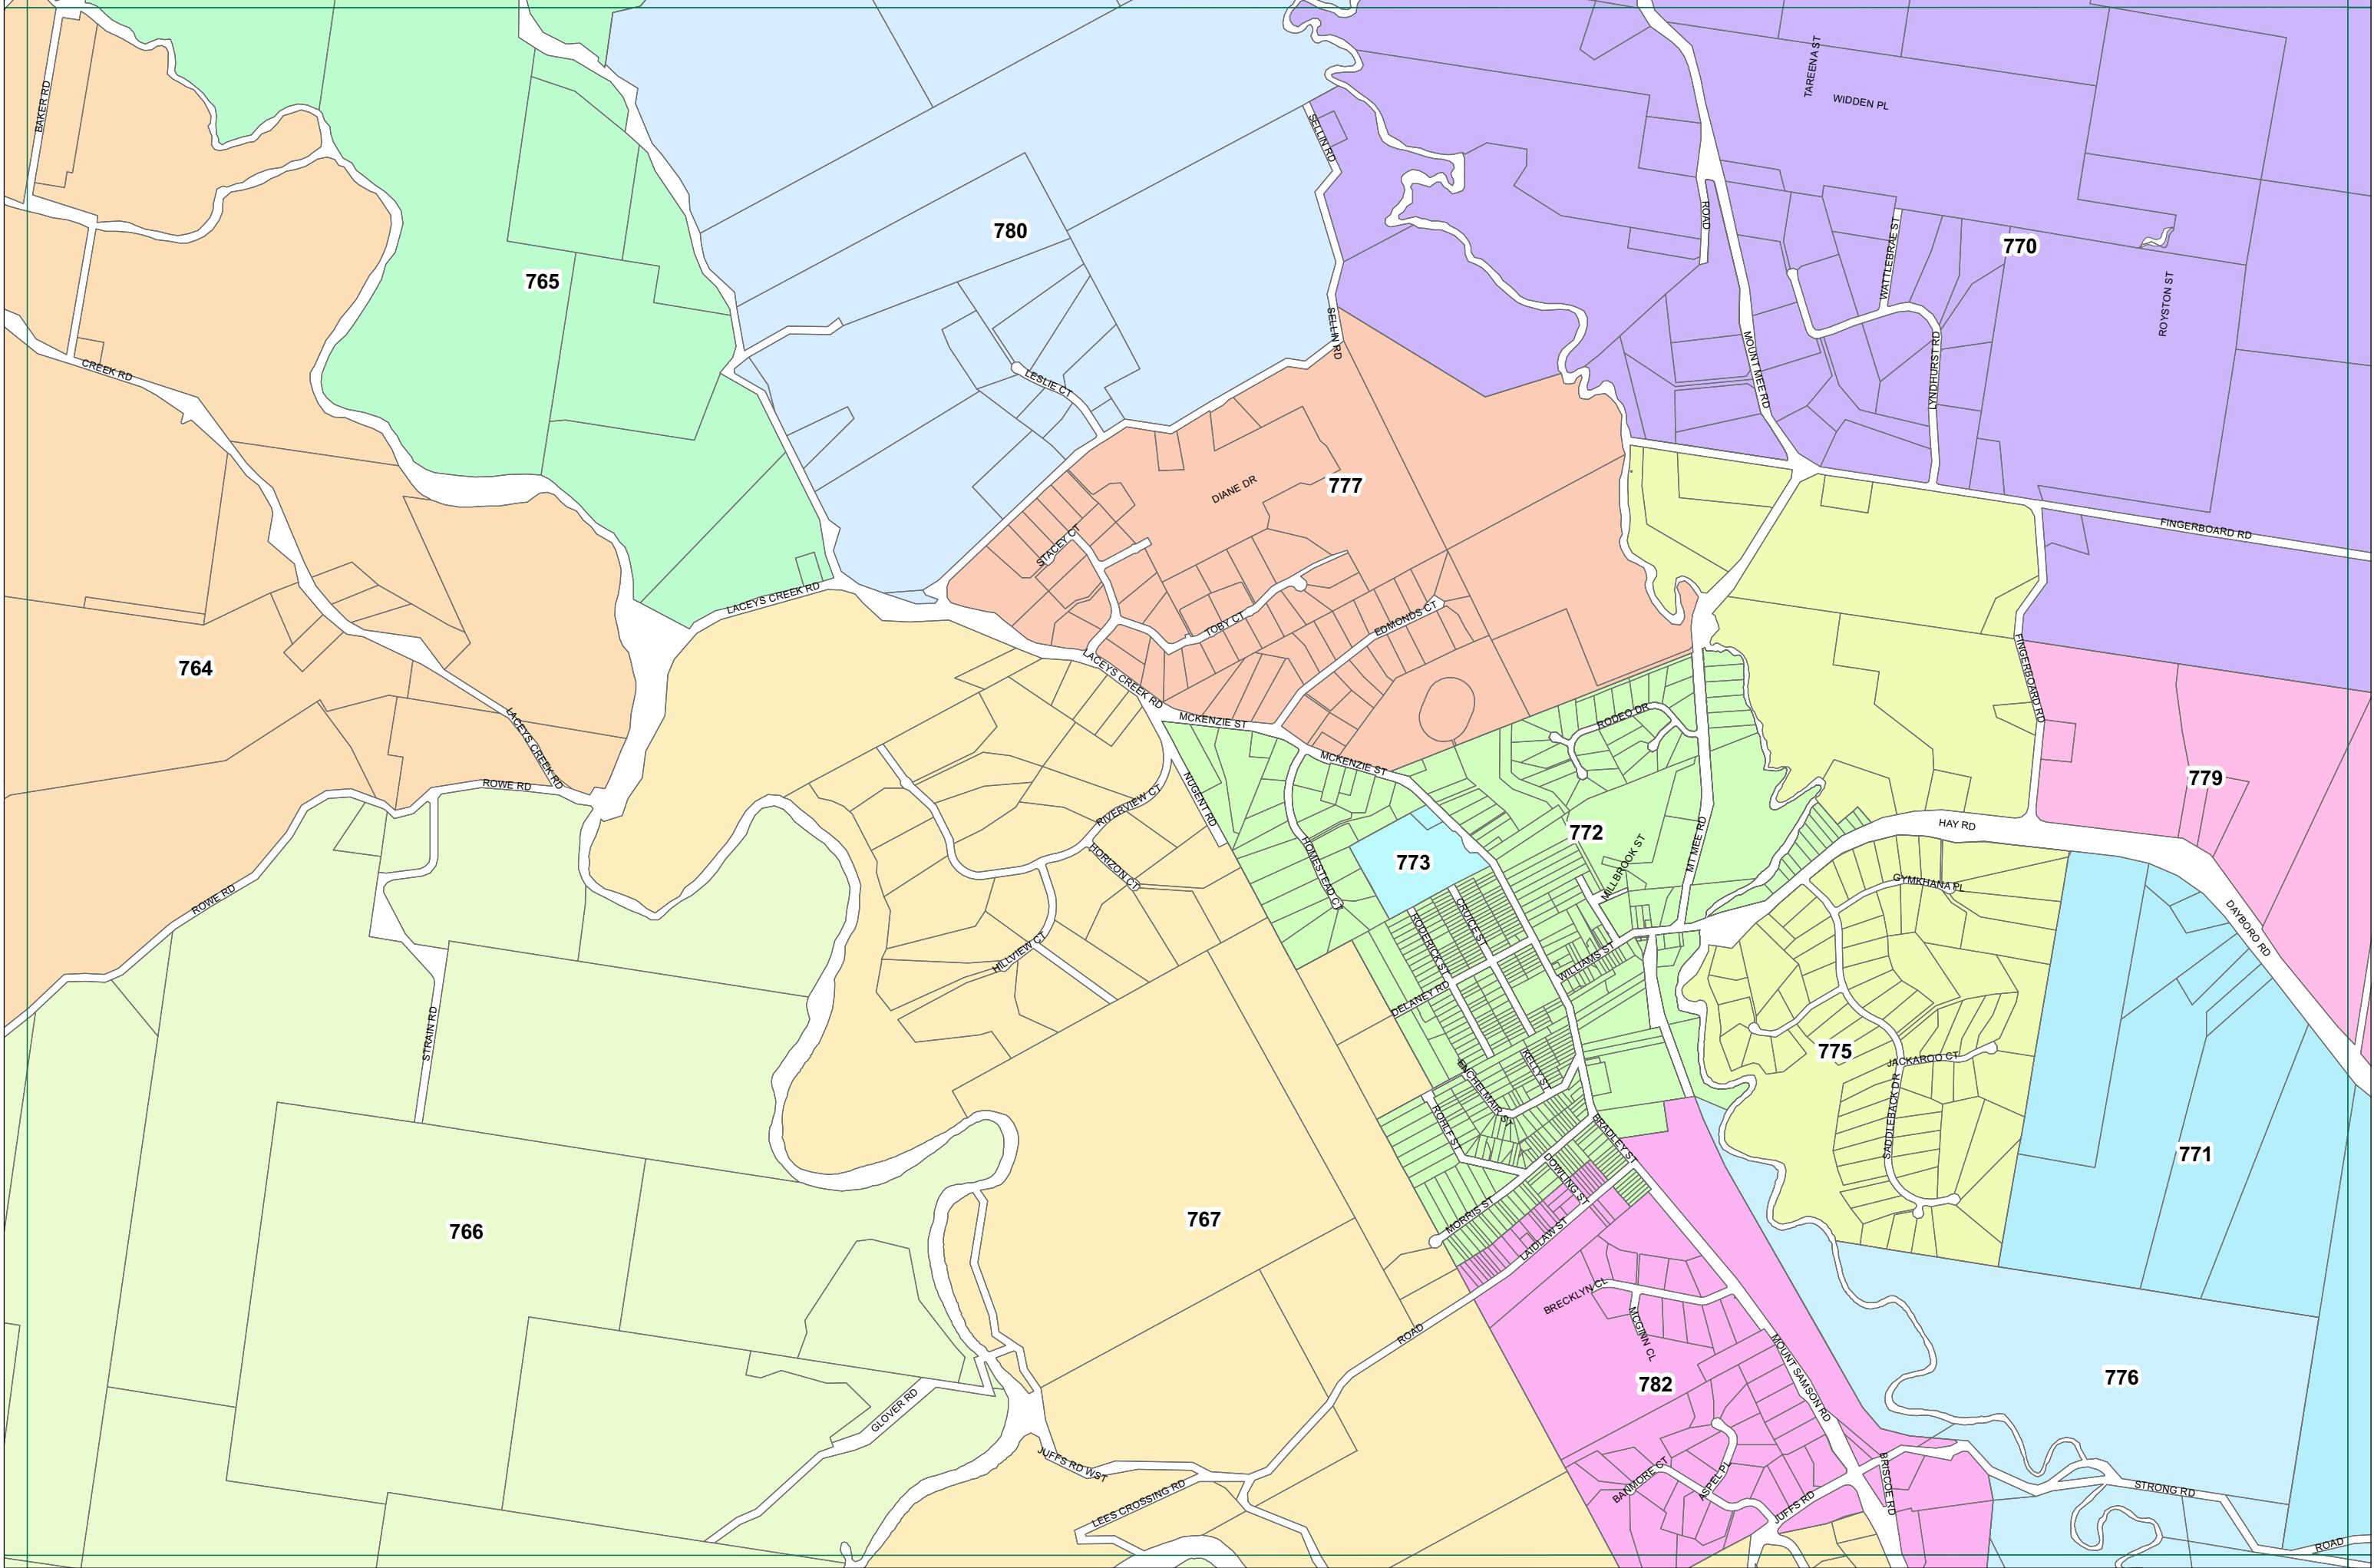 TAREENA ST
WIDDEN PL
BAKER RD
SELLIN RD
ROAD
780
770
WATTLEBRAE ST
765
ROYSTON ST
SELLIN RD
MOUNT MEE RD
LYNDHURST RD
CREEK RD
LESLIE CT
777
DIANE DR
FINGERBOARD RD
STACEY CT
LACEYS CREEK RD
TOBY CT
EDMONDS CT
764
LACEYS CREEK RD
FINGERBOARD RD
MCKENZIE ST
RODEO DR
LACEYS CREEK RD
MCKENZIE ST
779
ROWE RD
NUGENT RD
RIVERVIEW CT
HAY RD
772
773
MT MEE RD
MILLBROOK ST
HORIZON CT
HOMESTEAD CT
GYMKHANA PL
ROWE RD
CRUICE ST
RODERICK ST
DAYBORO RD
HILLVIEW CT
WILLIAMS ST
DELANEY RD
STRAIN RD
775
JACKAROO CT
KELLY ST
ENCHELMAIR ST
SADDLEBACK DR
ROHLF ST
BRADLEY ST
771
DOWLING ST
766
767
MORRIS ST
LAIDLAW ST
BRECKLYN CL
MCGINN CL
ROAD
MOUNT SAMSON RD
782
776
GLOVER RD
JUFFS RD WST
BANMORE CT
ASPEL PL
BRISCOE RD
STRONG RD
LEES CROSSING RD
JUFFS RD
ROAD